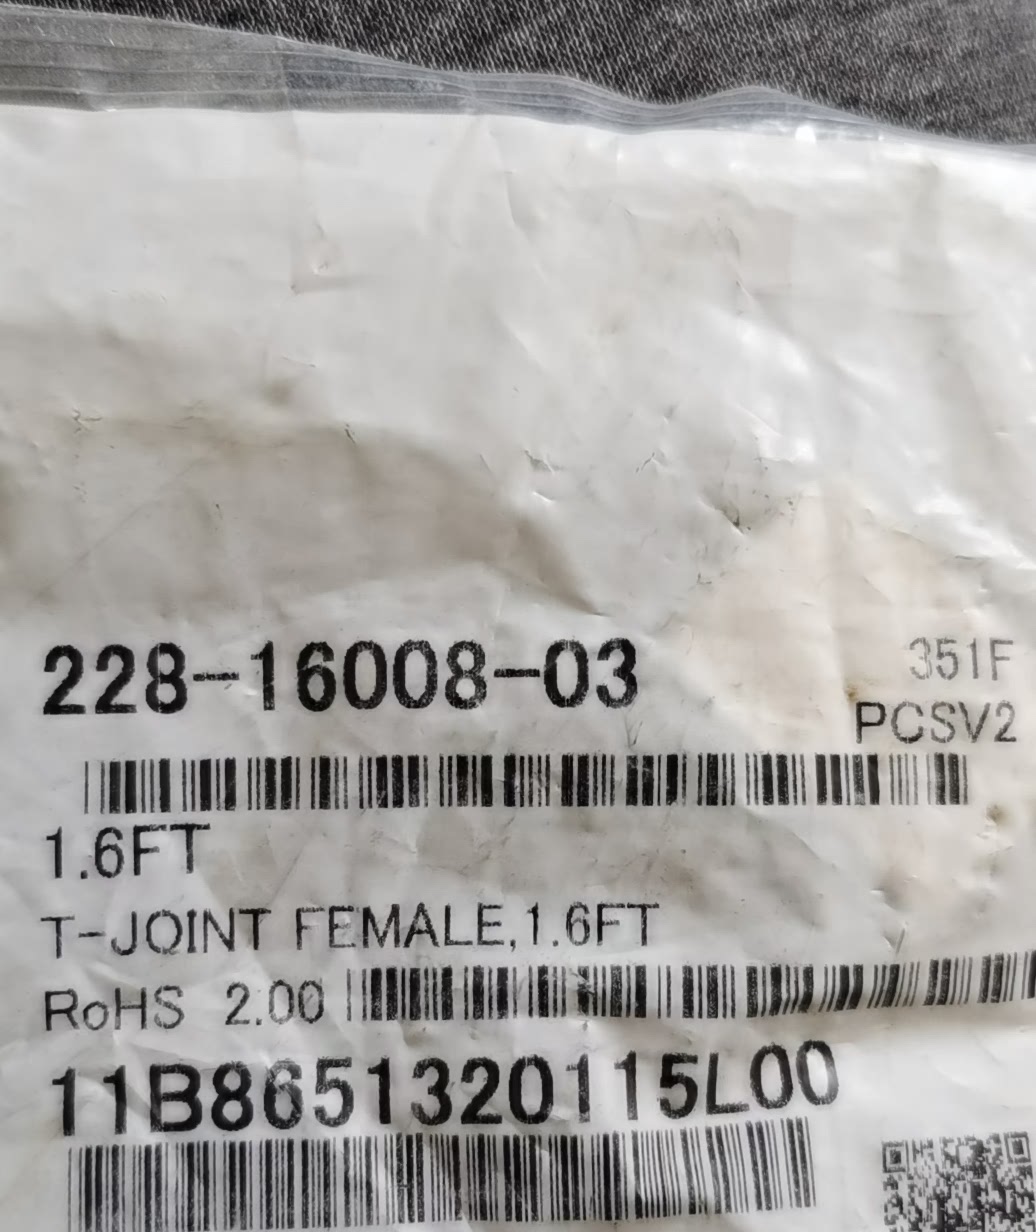 228-16008-03
351F
PCSV2
1.6FT
T-JOINT FEMALE,1.6FT
RoHS 2.00
11B8651320115L00